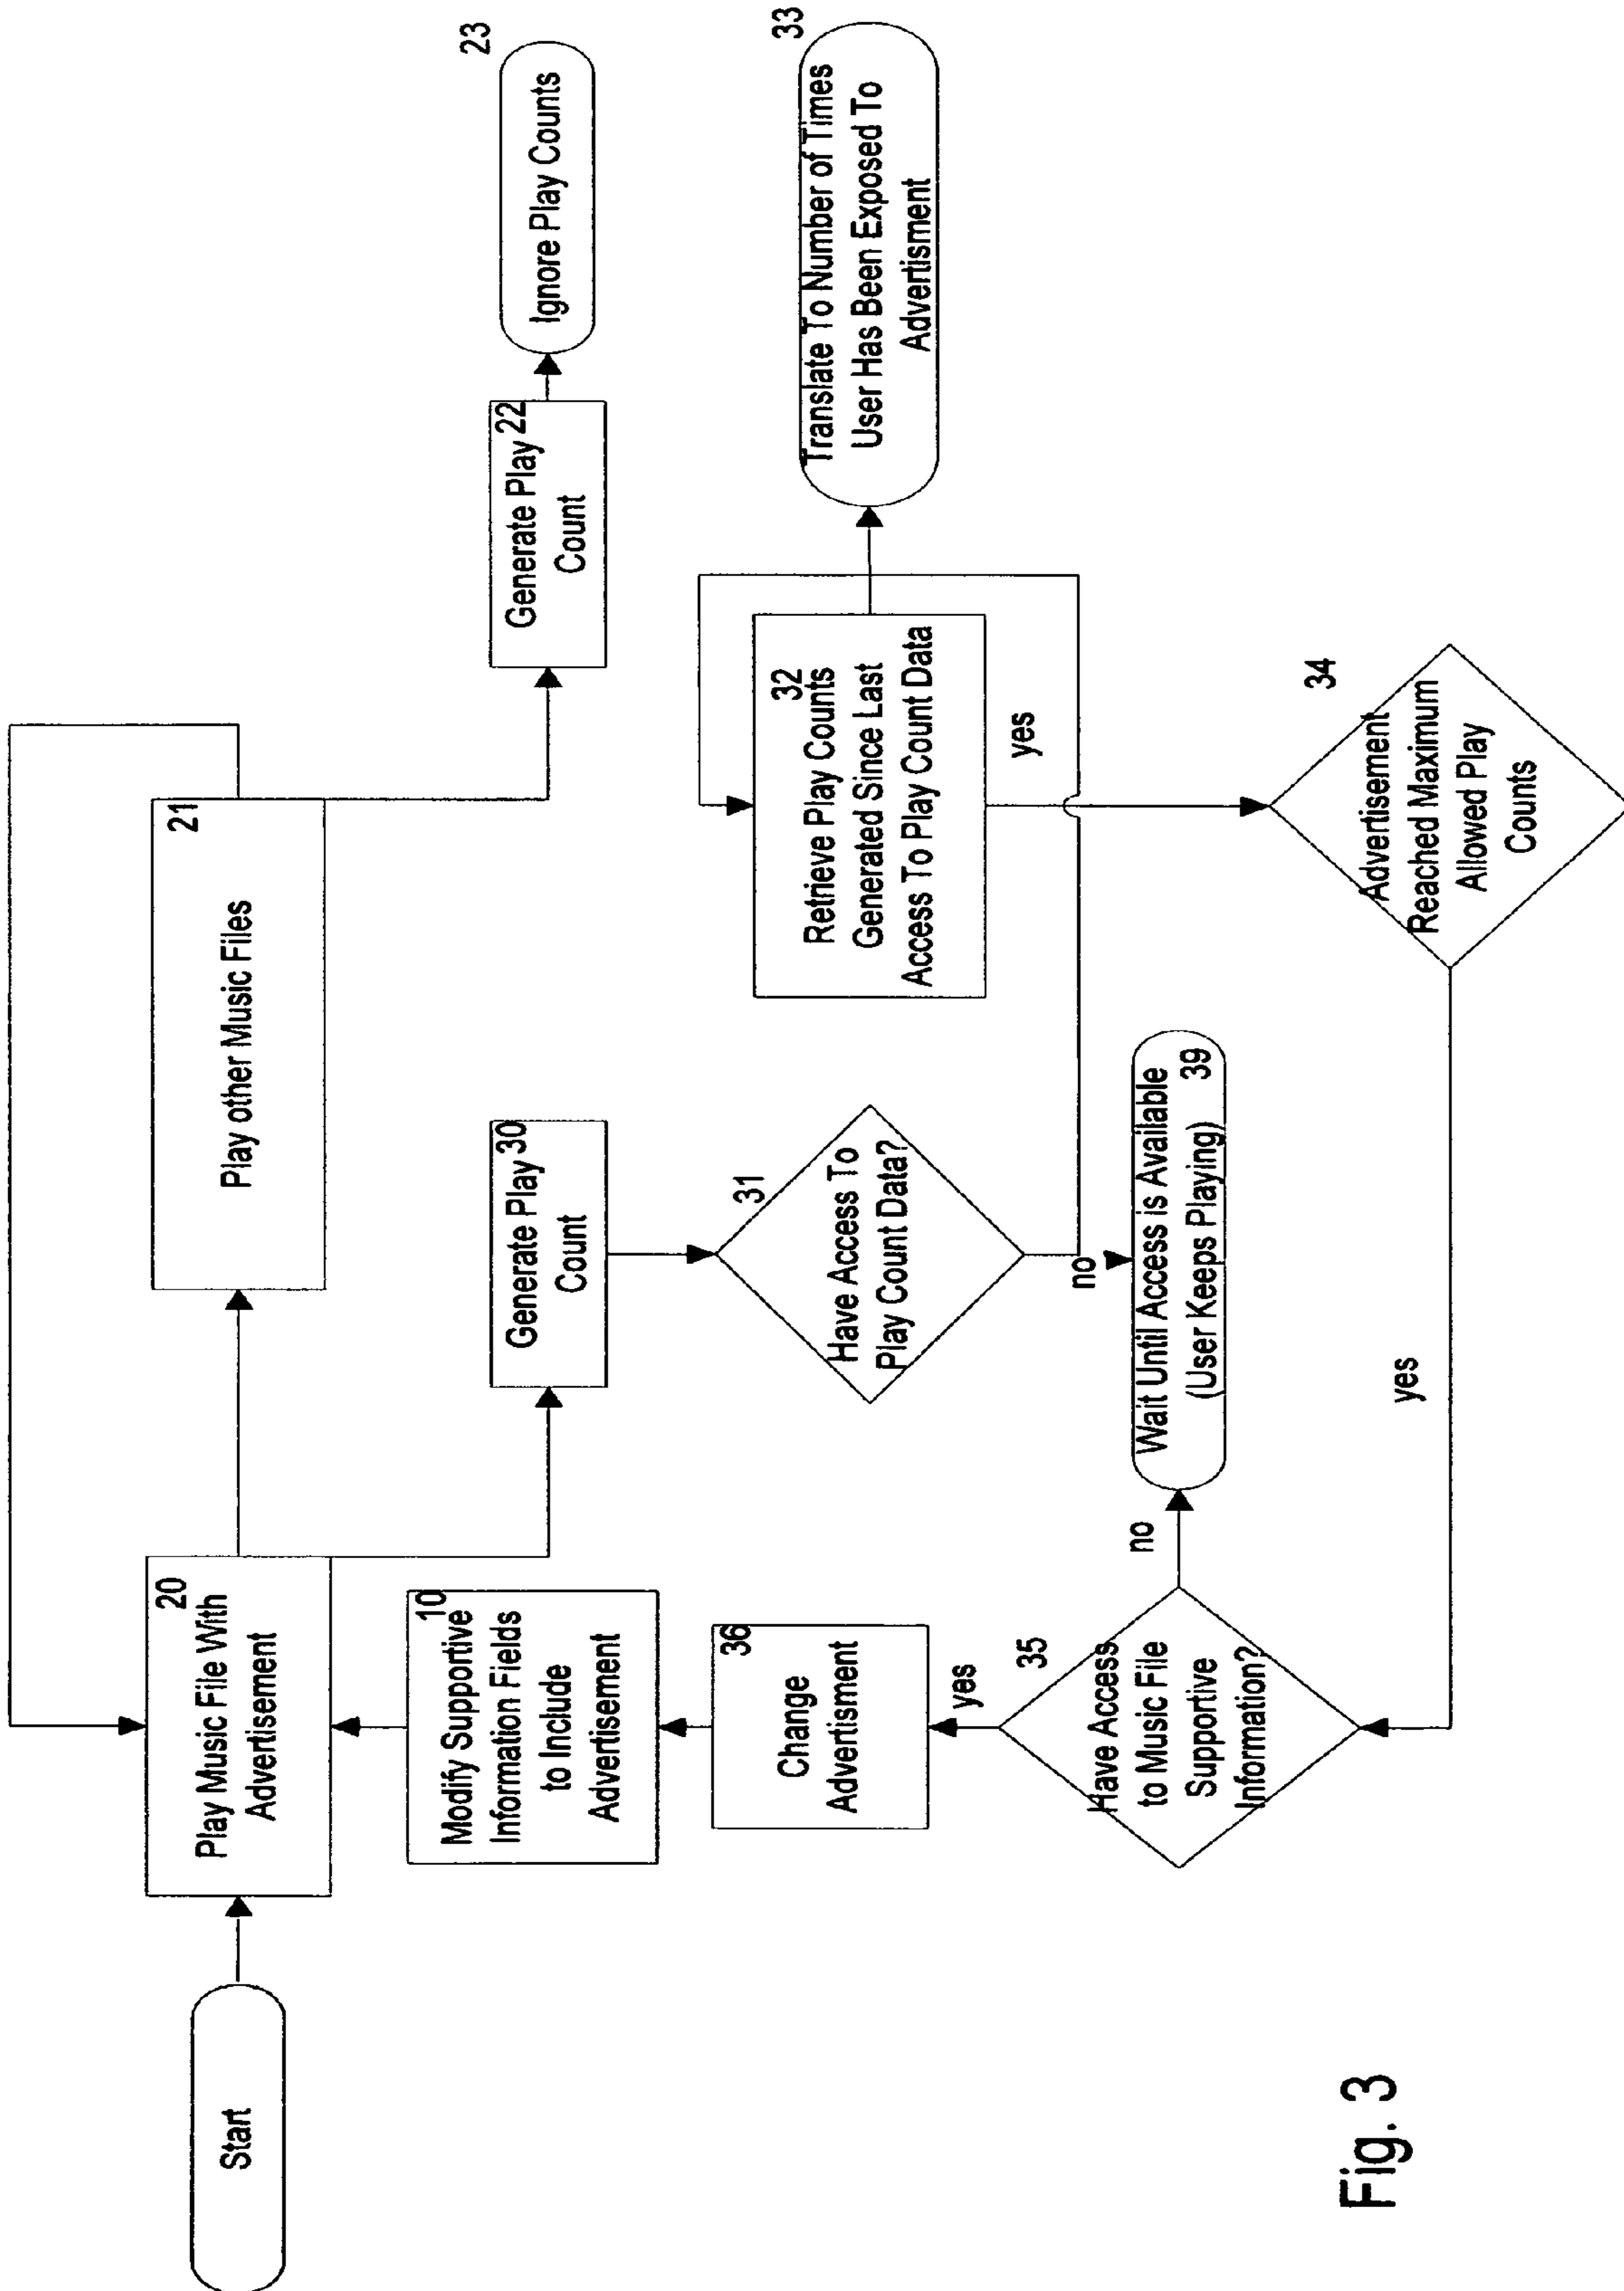 Start
20
Play Music File With
Advertisement
21
Play other Music Files
10
Modify Supportive
Information Fields
to Include
Advertisement
Generate Play 30
Count
Generate Play 22
Count
23
Ignore Play Counts
36
Change
Advertisment
yes
31
Have Access To
Play Count Data?
32
Retrieve Play Counts
Generated Since Last
Access To Play Count Data
33
Translate To Number of Times
User Has Been Exposed To
Advertisment
yes
no
35
Have Access
to Music File
Supportive
Information?
no
Wait Until Access is Available
(User Keeps Playing) 39
34
Advertisement
Reached Maximum
Allowed Play
Counts
yes
Fig. 3